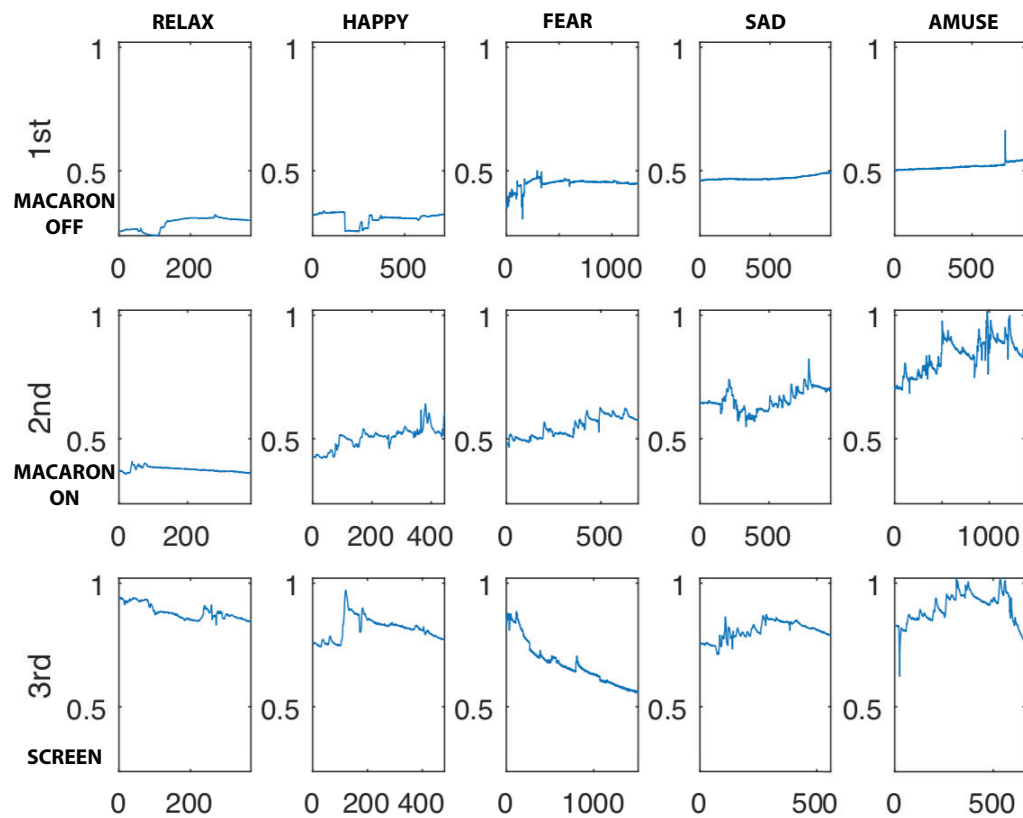 RELAX HAPPY FEAR SAD AMUSE
1 1 1 1 1
1st
0.5 0.5 0.5 0.5 0.5
MACARON
OFF
0 200 0 500 0 1000 0 500 0 500
1 1 1 1 1
2nd
0.5 0.5 0.5 0.5 0.5
MACARON
ON
0 200 0 200 400 0 500 0 500 0 1000
1 1 1 1 1
3rd
0.5 0.5 0.5 0.5 0.5
SCREEN
0 200 0 200 400 0 1000 0 500 0 500